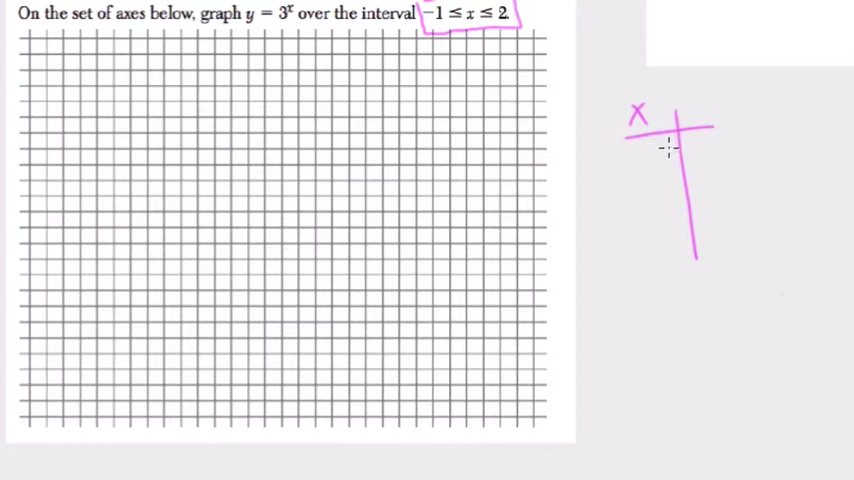 On the set of axes below, graph y = 3ˣ over the interval −1 ≤ x ≤ 2.
x